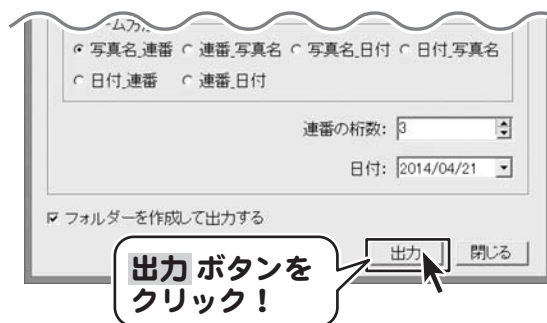 写真名_連番 連番_写真名 写真名_日付 日付_写真名
日付_連番 連番_日付
連番の桁数: 3
日付: 2014/04/21
フォルダーを作成して出力する
出力 閉じる
出力 ボタンを
クリック！